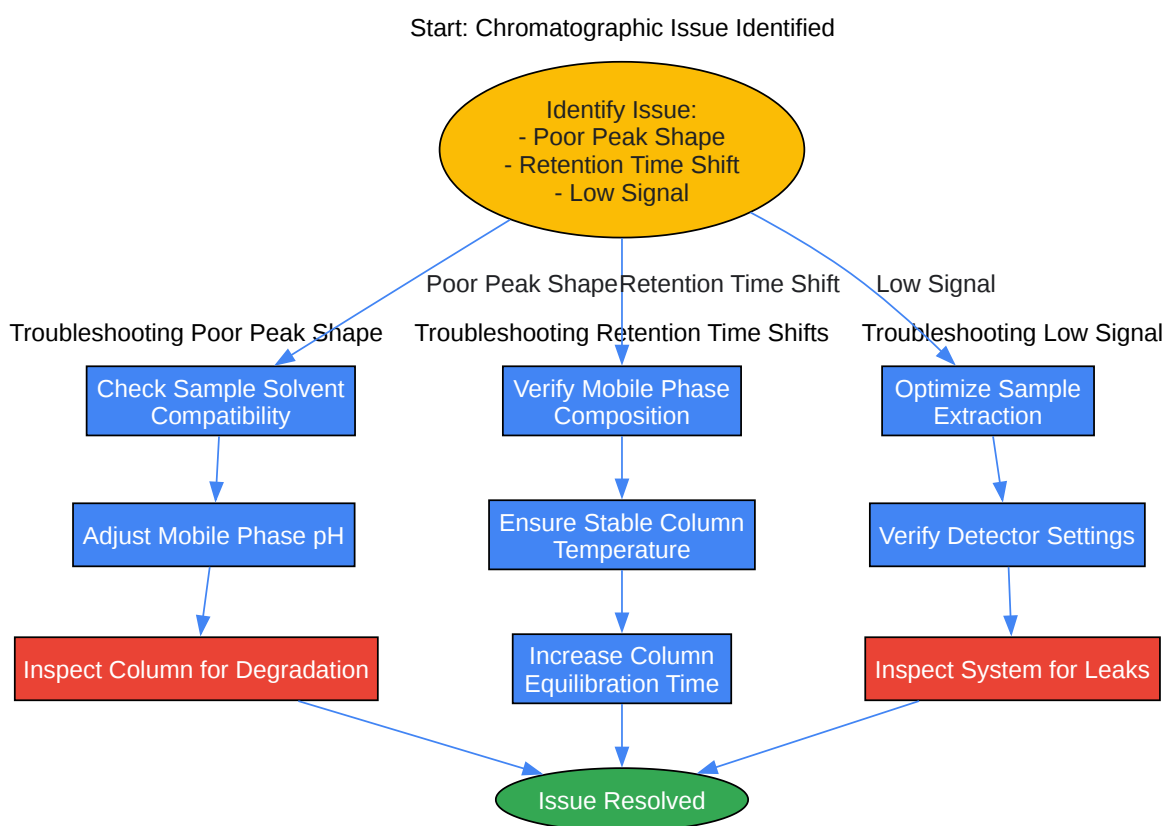 Start: Chromatographic Issue Identified
Identify Issue:
- Poor Peak Shape
- Retention Time Shift
- Low Signal
Poor Peak Shape
Retention Time Shift
Low Signal
Troubleshooting Poor Peak Shape
Troubleshooting Retention Time Shifts
Troubleshooting Low Signal
Check Sample Solvent
Compatibility
Verify Mobile Phase
Composition
Optimize Sample
Extraction
Adjust Mobile Phase pH
Ensure Stable Column
Temperature
Verify Detector Settings
Inspect Column for Degradation
Increase Column
Equilibration Time
Inspect System for Leaks
Issue Resolved